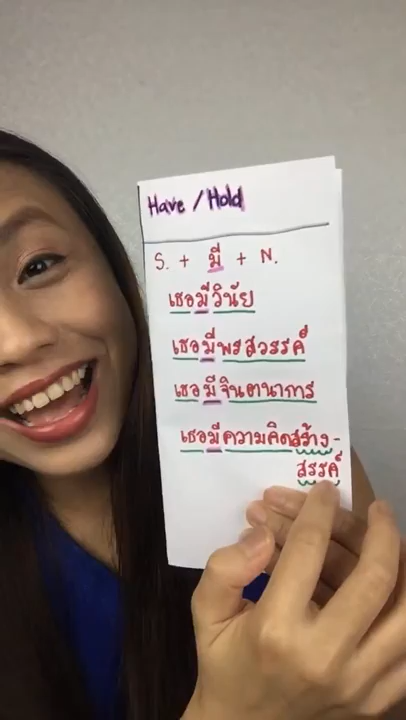 Have / Hold
S. + มี + N.
เธอมีวินัย
เธอมีพรสวรรค์
เธอมีจินตนาการ
เธอมีความคิดสร้าง-
สรรค์